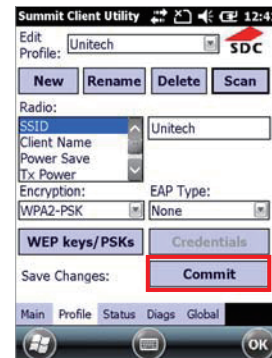 Summit Client Utility 12:4
Edit Profile: Unitech SDC
New Rename Delete Scan
Radio:
SSID Unitech
Client Name
Power Save
Tx Power
Encryption: EAP Type:
WPA2-PSK None
WEP keys/PSKs Credentials
Save Changes: Commit
Main Profile Status Diags Global
OK